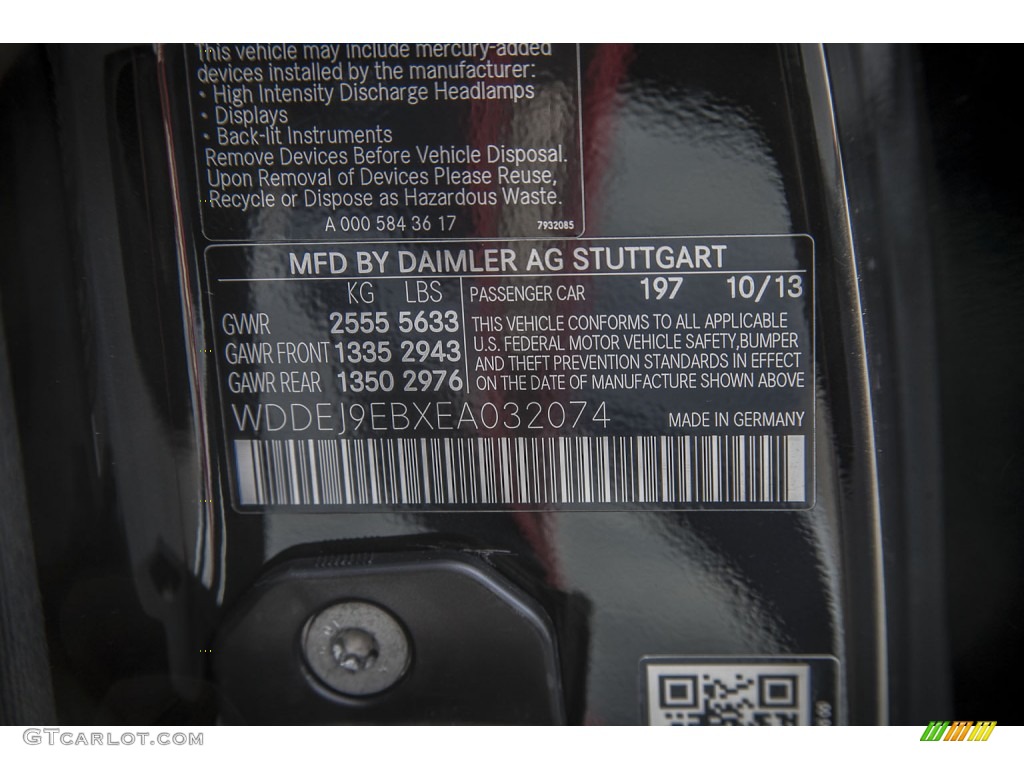 This vehicle may include mercury-added
devices installed by the manufacturer:
· High Intensity Discharge Headlamps
· Displays
· Back-lit Instruments
Remove Devices Before Vehicle Disposal.
Upon Removal of Devices Please Reuse,
Recycle or Dispose as Hazardous Waste.
A 000 584 36 17 7932085
MFD BY DAIMLER AG STUTTGART
KG LBS PASSENGER CAR 197 10/13
GWR 2555 5633
GAWR FRONT 1335 2943
GAWR REAR 1350 2976
THIS VEHICLE CONFORMS TO ALL APPLICABLE
U.S. FEDERAL MOTOR VEHICLE SAFETY,BUMPER
AND THEFT PREVENTION STANDARDS IN EFFECT
ON THE DATE OF MANUFACTURE SHOWN ABOVE
WDDEJ9EBXEA032074 MADE IN GERMANY
GTCarlot.com